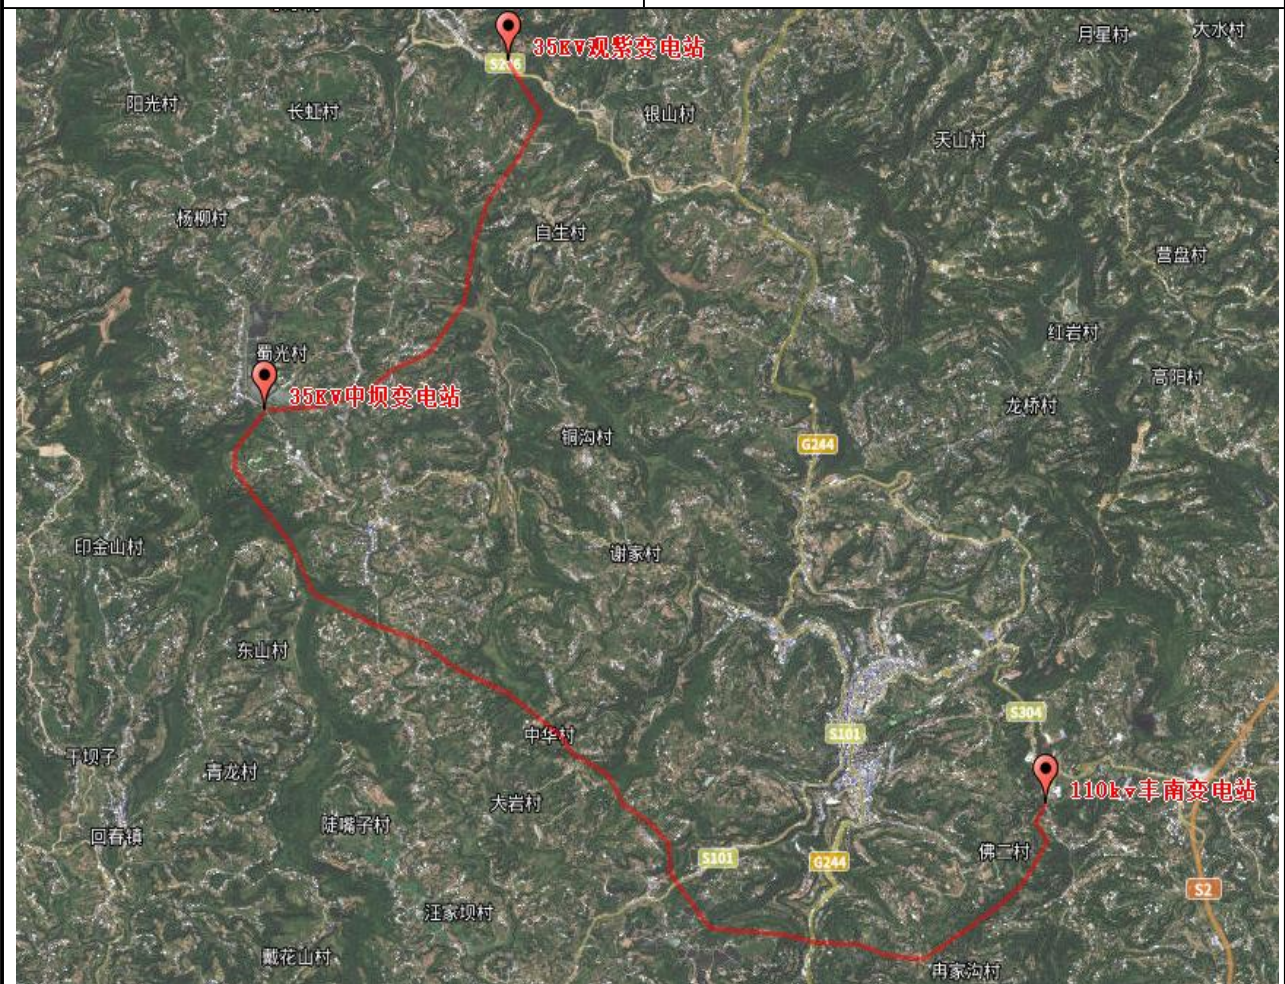 35KV观紫变电站
S206
月星村
大水村
阳光村
长虹村
银山村
天山村
杨柳村
自生村
营盘村
红岩村
蜀光村
高阳村
35KV中坝变电站
龙桥村
铜沟村
G244
印金山村
谢家村
东山村
S304
中华村
S101
干坝子
青龙村
110kv丰南变电站
大岩村
陡嘴子村
回春镇
佛二村
S101
G244
S2
汪家坝村
戴花山村
冉家沟村